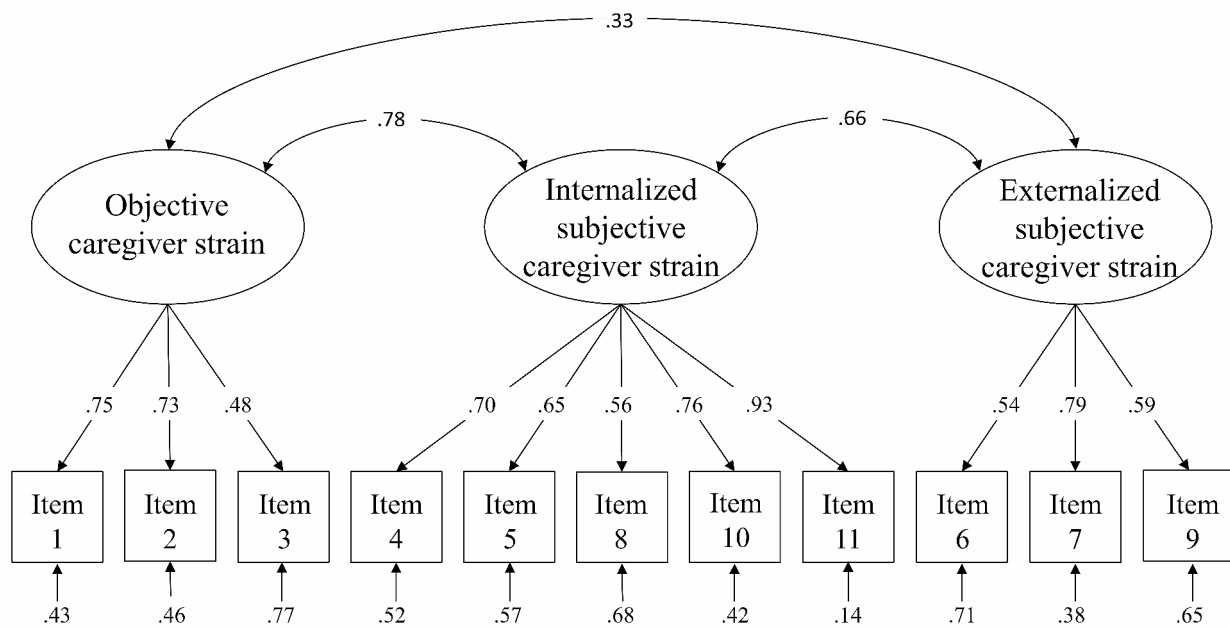 .33
.78
.66
Objective
caregiver strain
Internalized
subjective
caregiver strain
Externalized
subjective
caregiver strain
.75 .73 .48 .70 .65 .56 .76 .93 .54 .79 .59
Item Item Item Item Item Item Item Item Item Item Item
1 2 3 4 5 8 10 11 6 7 9
.43 .46 .77 .52 .57 .68 .42 .14 .71 .38 .65